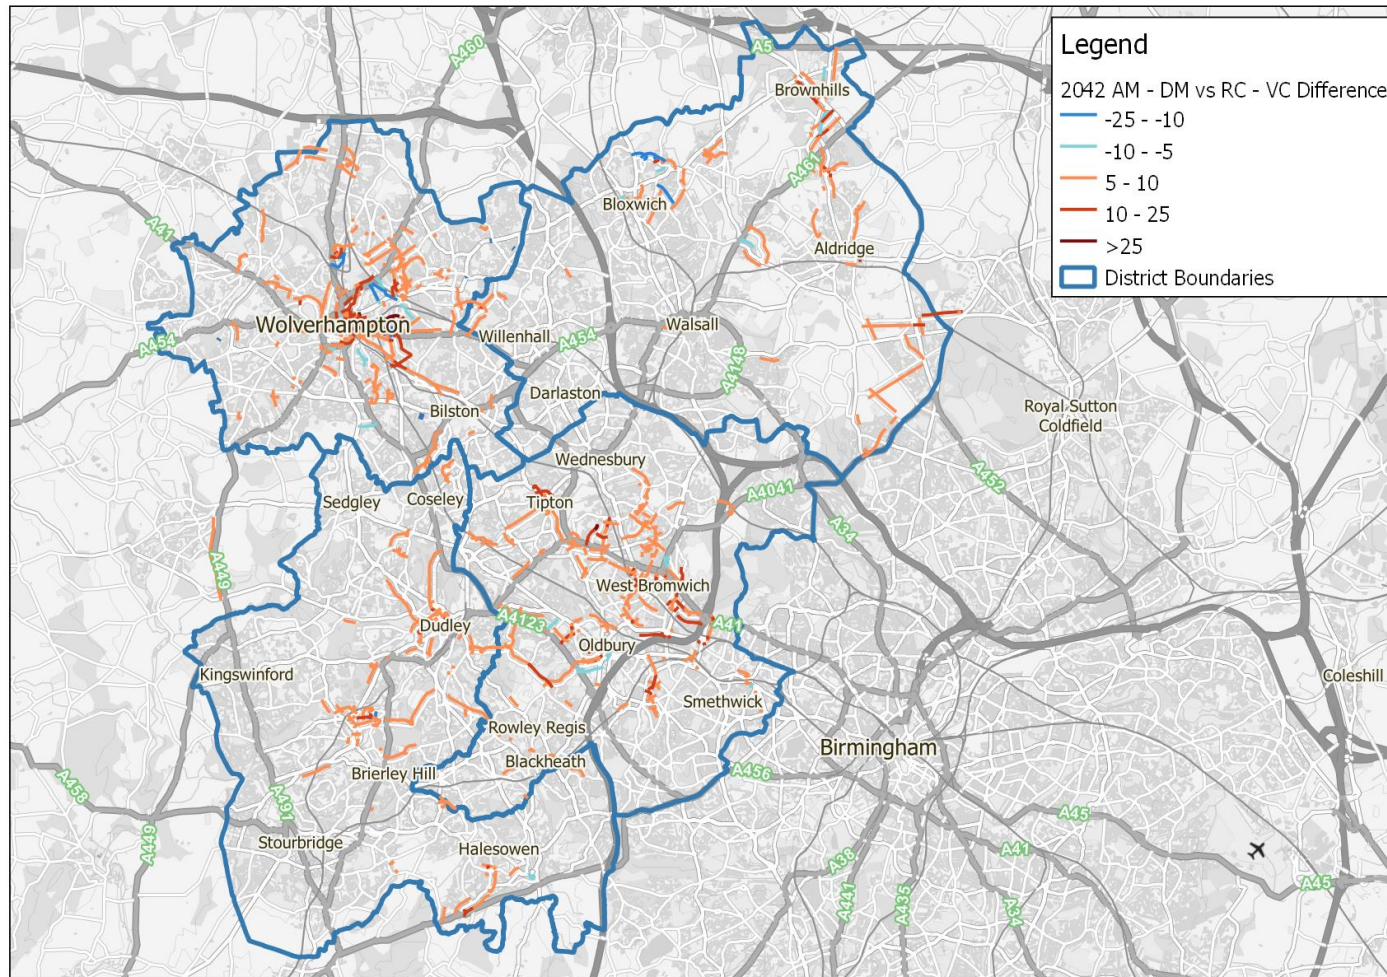 Legend
2042 AM - DM vs RC - VC Difference
-25 - -10
-10 - -5
5 - 10
10 - 25
>25
District Boundaries
A460
A5
Brownhills
A461
Bloxwich
A41
Aldridge
Wolverhampton
Willenhall
A454
Walsall
A454
A4148
Darlaston
Bilston
Royal Sutton
Coldfield
Wednesbury
A452
Sedgley
Coseley
Tipton
A4041
A34
A449
West Bromwich
A4123
A41
Dudley
Oldbury
Kingswinford
Coleshill
Smethwick
Rowley Regis
Birmingham
Blackheath
Brierley Hill
A456
A458
A491
A45
A449
Stourbridge
Halesowen
A38
A41
A441
A435
A34
A45